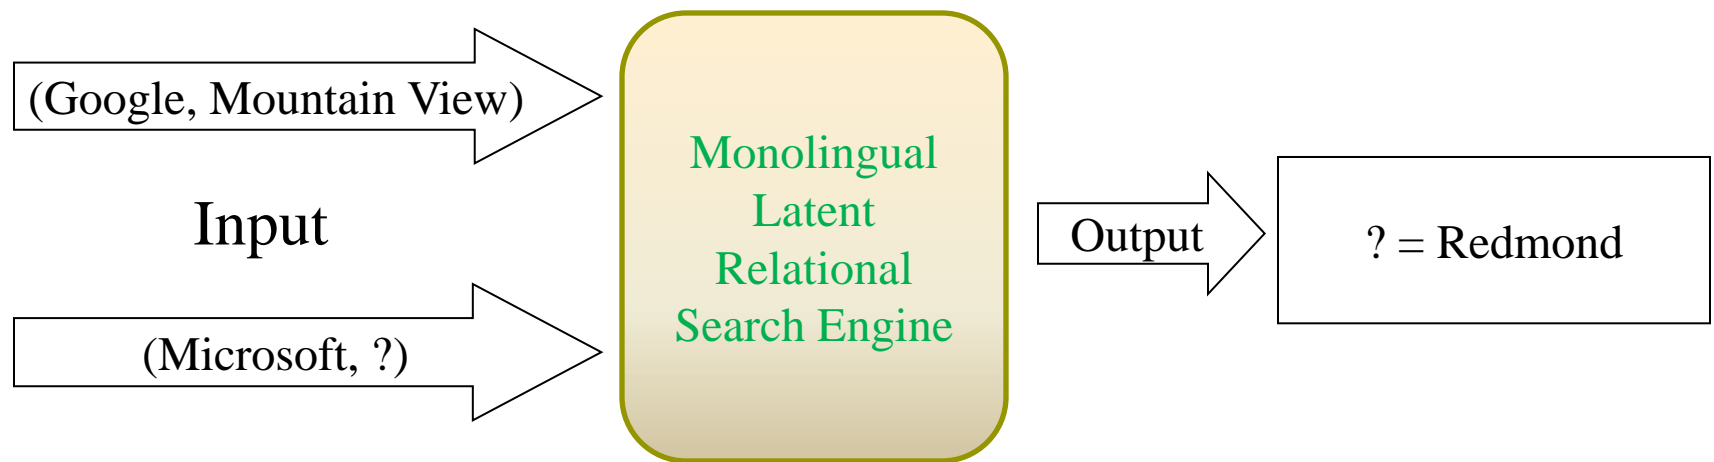 (Google, Mountain View)
Input
(Microsoft, ?)
Monolingual
Latent
Relational
Search Engine
Output
? = Redmond